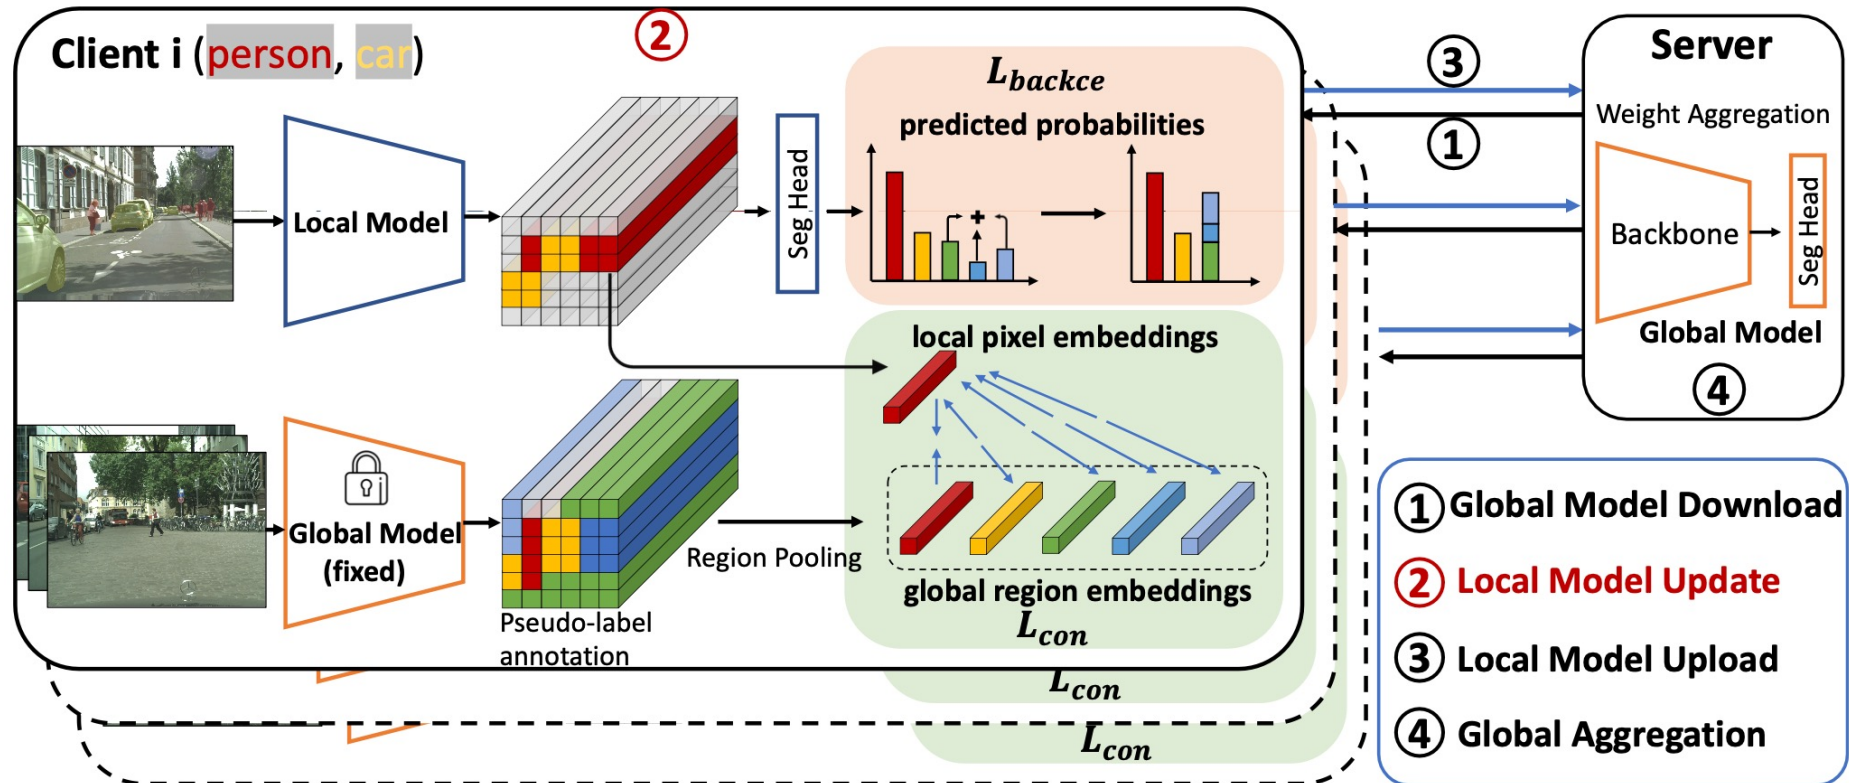 Client i (person, car)
②
Local Model
Seg Head
L_backce
predicted probabilities
+
local pixel embeddings
Global Model
(fixed)
Pseudo-label
annotation
Region Pooling
global region embeddings
L_con
L_con
L_con
③
①
Server
Weight Aggregation
Backbone
Seg Head
Global Model
④
① Global Model Download
② Local Model Update
③ Local Model Upload
④ Global Aggregation